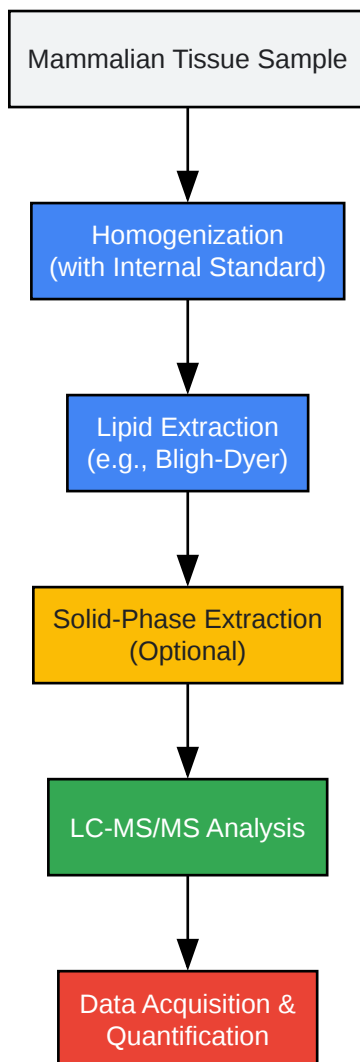 Mammalian Tissue Sample
Homogenization
(with Internal Standard)
Lipid Extraction
(e.g., Bligh-Dyer)
Solid-Phase Extraction
(Optional)
LC-MS/MS Analysis
Data Acquisition &
Quantification